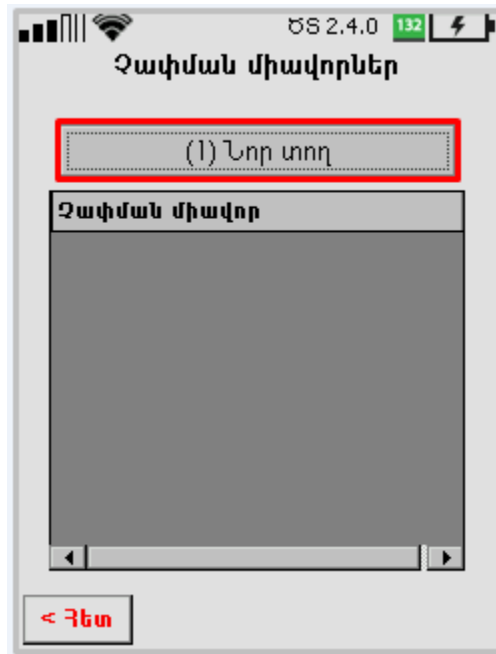 ԾՏ 2.4.0 132
Չափման միավորներ
(1) Նոր տող
Չափման միավոր
< Հետ